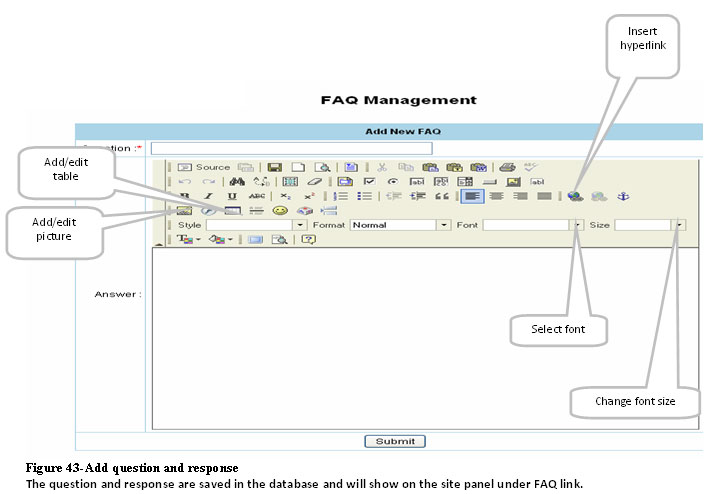 Insert
hyperlink
FAQ Management
Add New FAQ
:*
Add/edit
table
Source
B I U ABC x₂ x²
Add/edit
picture
Style Format Normal Font Size
Answer :
Select font
Change font size
Submit
Figure 43-Add question and response
The question and response are saved in the database and will show on the site panel under FAQ link.